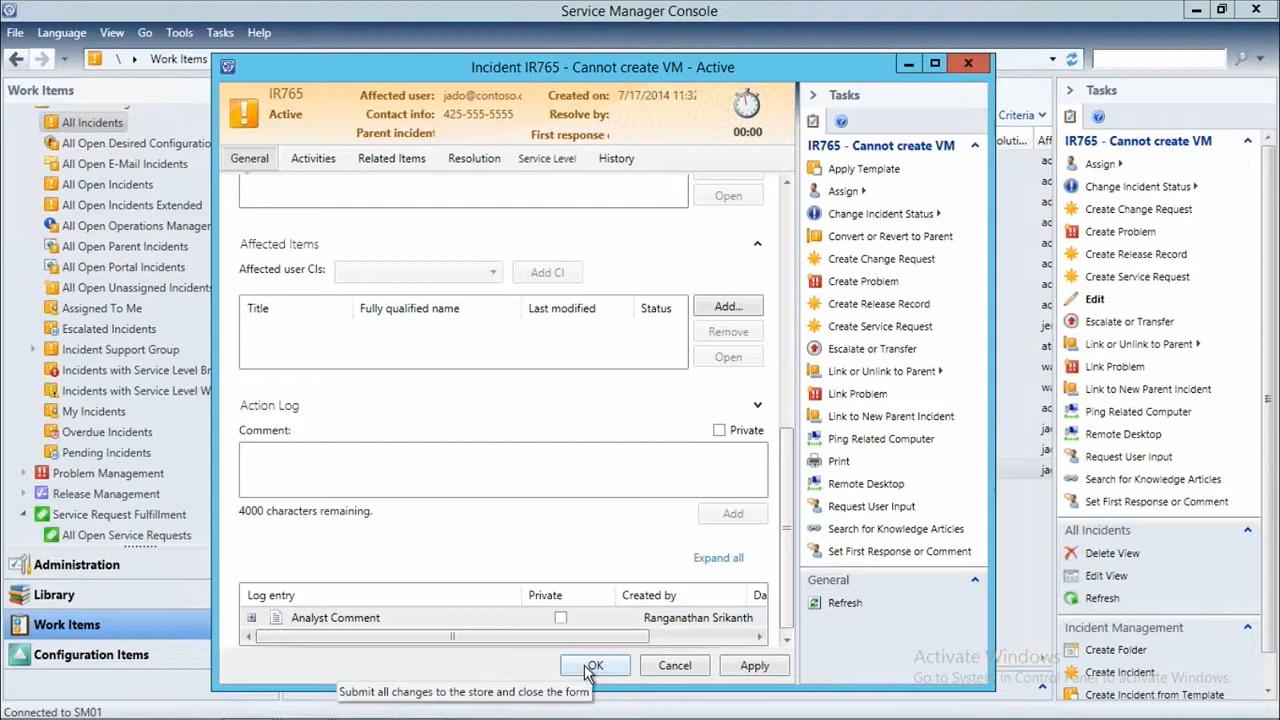 Service Manager Console
File Language View Go Tools Tasks Help
\ Work Items
Work Items
All Incidents
All Open Desired Configuratio
All Open E-Mail Incidents
All Open Incidents
All Open Incidents Extended
All Open Operations Manager
All Open Parent Incidents
All Open Portal Incidents
All Open Unassigned Incidents
Assigned To Me
Escalated Incidents
Incident Support Group
Incidents with Service Level Br
Incidents with Service Level W
My Incidents
Overdue Incidents
Pending Incidents
Problem Management
Release Management
Service Request Fulfillment
All Open Service Requests
Administration
Library
Work Items
Configuration Items
Connected to SM01
Incident IR765 - Cannot create VM - Active
IR765
Active
Affected user: jado@contoso.c
Contact info: 425-555-5555
Parent incident
Created on: 7/17/2014 11:32
Resolve by:
First response
00:00
General Activities Related Items Resolution Service Level History
Open
Affected Items
Affected user CIs: Add CI
Title Fully qualified name Last modified Status
Add...
Remove
Open
Action Log
Comment: Private
4000 characters remaining.
Add
Expand all
Log entry Private Created by Da
Analyst Comment Ranganathan Srikanth
OK Cancel Apply
Submit all changes to the store and close the form
Tasks
IR765 - Cannot create VM
Apply Template
Assign
Change Incident Status
Convert or Revert to Parent
Create Change Request
Create Problem
Create Release Record
Create Service Request
Escalate or Transfer
Link or Unlink to Parent
Link Problem
Link to New Parent Incident
Ping Related Computer
Print
Remote Desktop
Request User Input
Search for Knowledge Articles
Set First Response or Comment
General
Refresh
Criteria
Tasks
IR765 - Cannot create VM
Assign
Change Incident Status
Create Change Request
Create Problem
Create Release Record
Create Service Request
Edit
Escalate or Transfer
Link or Unlink to Parent
Link Problem
Link to New Parent Incident
Ping Related Computer
Remote Desktop
Request User Input
Search for Knowledge Articles
Set First Response or Comment
All Incidents
Delete View
Edit View
Refresh
Incident Management
Create Folder
Create Incident
Create Incident from Template
Activate Windows
Go to System in Control Panel to activate Windows.